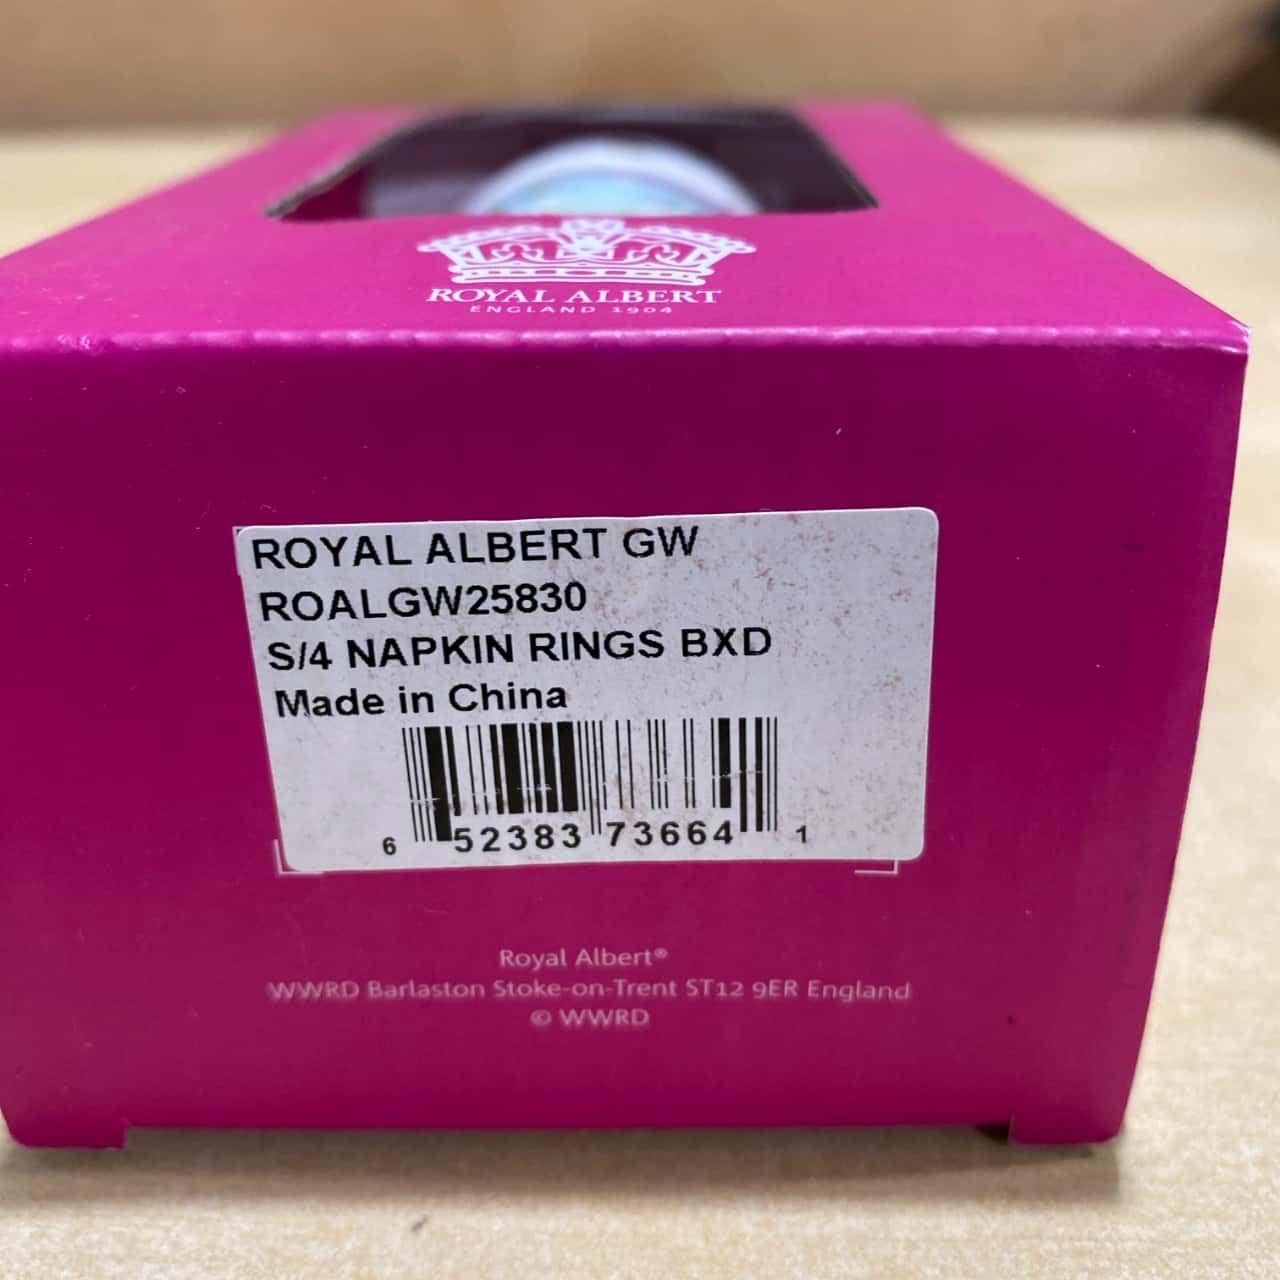 ROYAL ALBERT
ENGLAND 1904
ROYAL ALBERT GW
ROALGW25830
S/4 NAPKIN RINGS BXD
Made in China
6 52383 73664 1
Royal Albert®
WWRD Barlaston Stoke-on-Trent ST12 9ER England
© WWRD